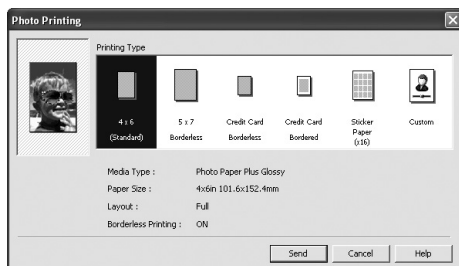 Photo Printing
Printing Type
4 x 6
(Standard)
5 x 7
Borderless
Credit Card
Borderless
Credit Card
Bordered
Sticker
Paper
(x16)
Custom
Media Type : Photo Paper Plus Glossy
Paper Size : 4x6in 101.6x152.4mm
Layout : Full
Borderless Printing : ON
Send Cancel Help